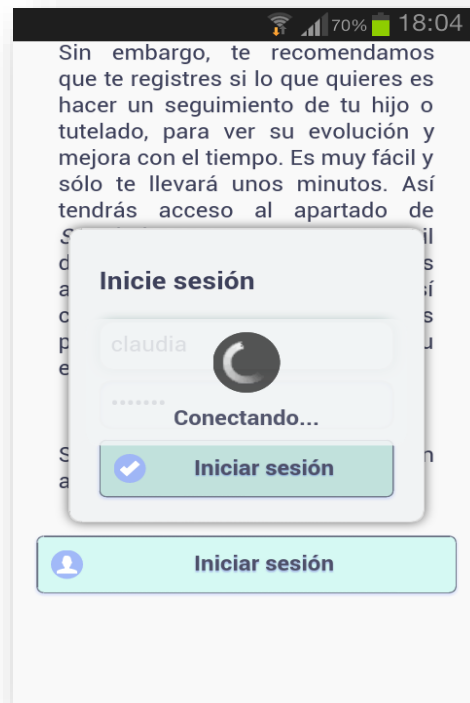 70% 18:04
Sin embargo, te recomendamos
que te registres si lo que quieres es
hacer un seguimiento de tu hijo o
tutelado, para ver su evolución y
mejora con el tiempo. Es muy fácil y
sólo te llevará unos minutos. Así
tendrás acceso al apartado de
Inicie sesión
claudia
•••••••
Conectando...
Iniciar sesión
Iniciar sesión